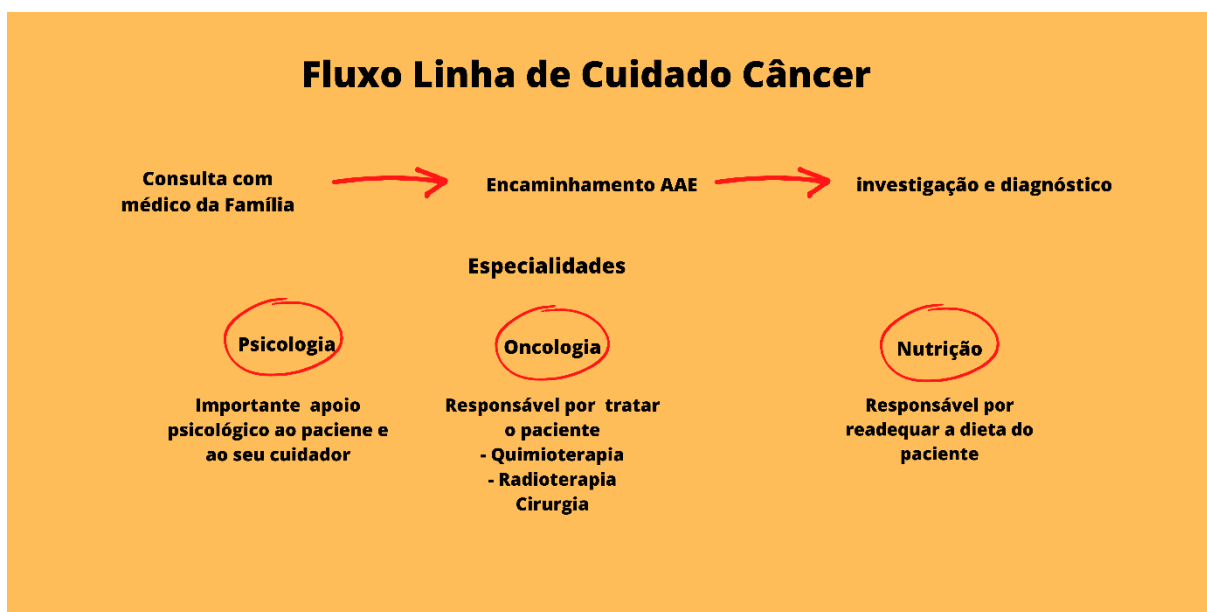 Fluxo Linha de Cuidado Câncer
Consulta com
médico da Família
Encaminhamento AAE
investigação e diagnóstico
Especialidades
Psicologia
Importante apoio
psicológico ao paciene e
ao seu cuidador
Oncologia
Responsável por tratar
o paciente
- Quimioterapia
- Radioterapia
Cirurgia
Nutrição
Responsável por
readequar a dieta do
paciente